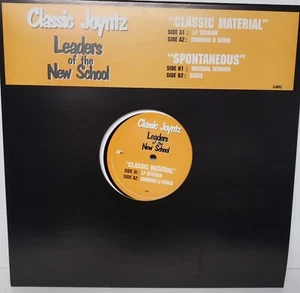 Classic Joyntz
Leaders
of the
New School
"CLASSIC MATERIAL"
SIDE A1: LP VERSION
SIDE A2: DIAMOND D REMIX
"SPONTANEOUS"
SIDE B1: ORIGINAL VERSION
SIDE B2: REMIX
Classic Joyntz
Leaders
of the
New School
"CLASSIC MATERIAL"
SIDE A1: LP VERSION
SIDE A2: DIAMOND D REMIX